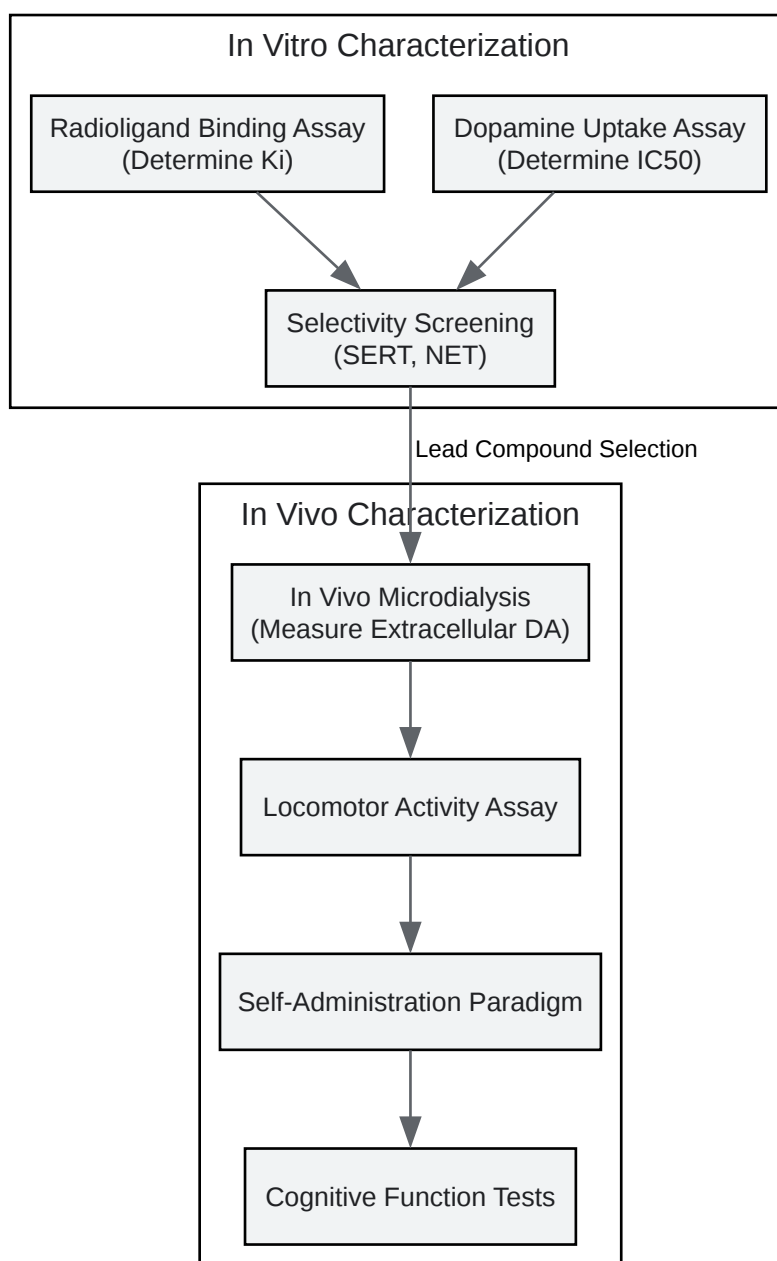 In Vitro Characterization
Radioligand Binding Assay
(Determine Ki)
Dopamine Uptake Assay
(Determine IC50)
Selectivity Screening
(SERT, NET)
Lead Compound Selection
In Vivo Characterization
In Vivo Microdialysis
(Measure Extracellular DA)
Locomotor Activity Assay
Self-Administration Paradigm
Cognitive Function Tests